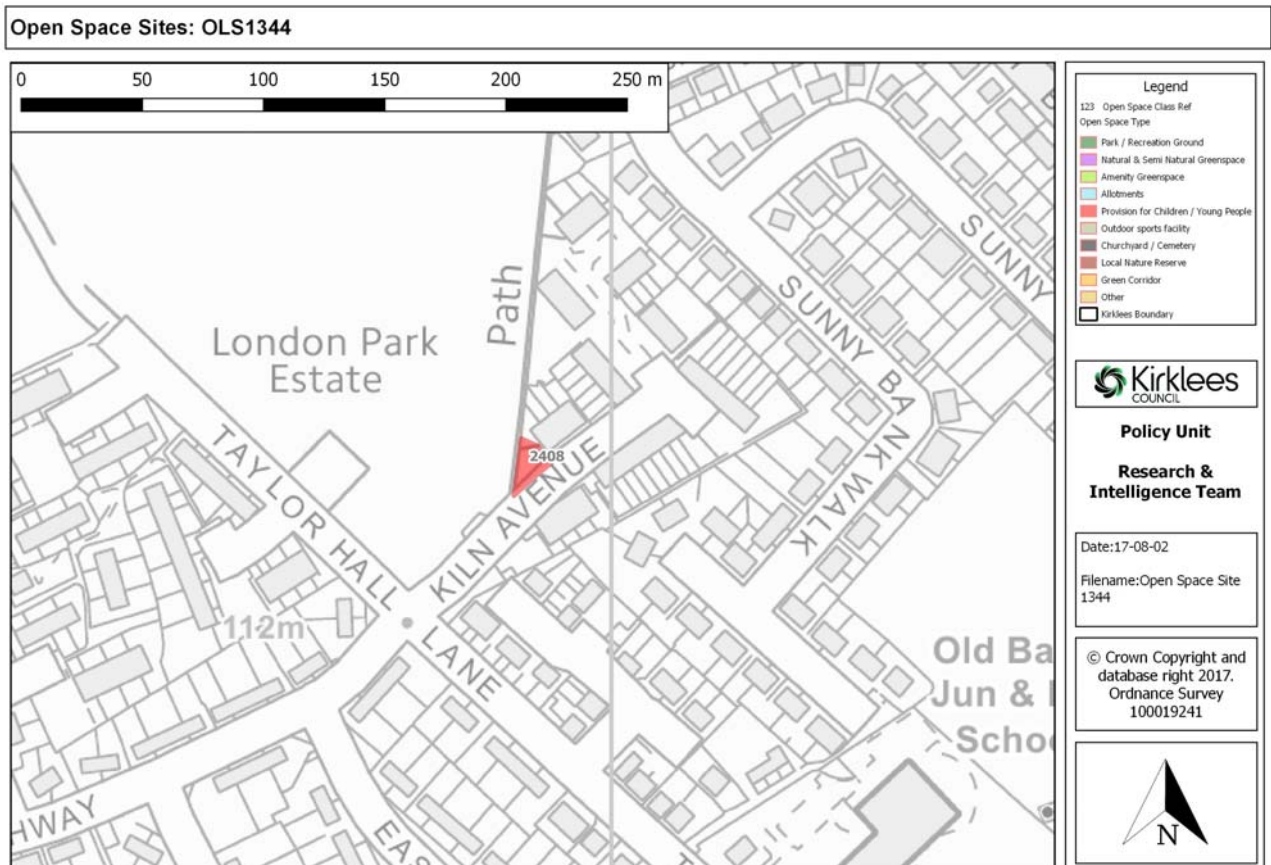 Open Space Sites: OLS1344
0 50 100 150 200 250 m
London Park
Estate
Path
2408
KILN AVENUE
TAYLOR HALL
LANE
112m
SUNNY BANK WALK
SUNNY
HWAY
EAS
Old Ba
Jun & I
Schoo
Legend
123 Open Space Class Ref
Open Space Type
Park / Recreation Ground
Natural & Semi Natural Greenspace
Amenity Greenspace
Allotments
Provision for Children / Young People
Outdoor sports facility
Churchyard / Cemetery
Local Nature Reserve
Green Corridor
Other
Kirklees Boundary
Kirklees
COUNCIL
Policy Unit
Research &
Intelligence Team
Date:17-08-02
Filename:Open Space Site
1344
© Crown Copyright and
database right 2017.
Ordnance Survey
100019241
N